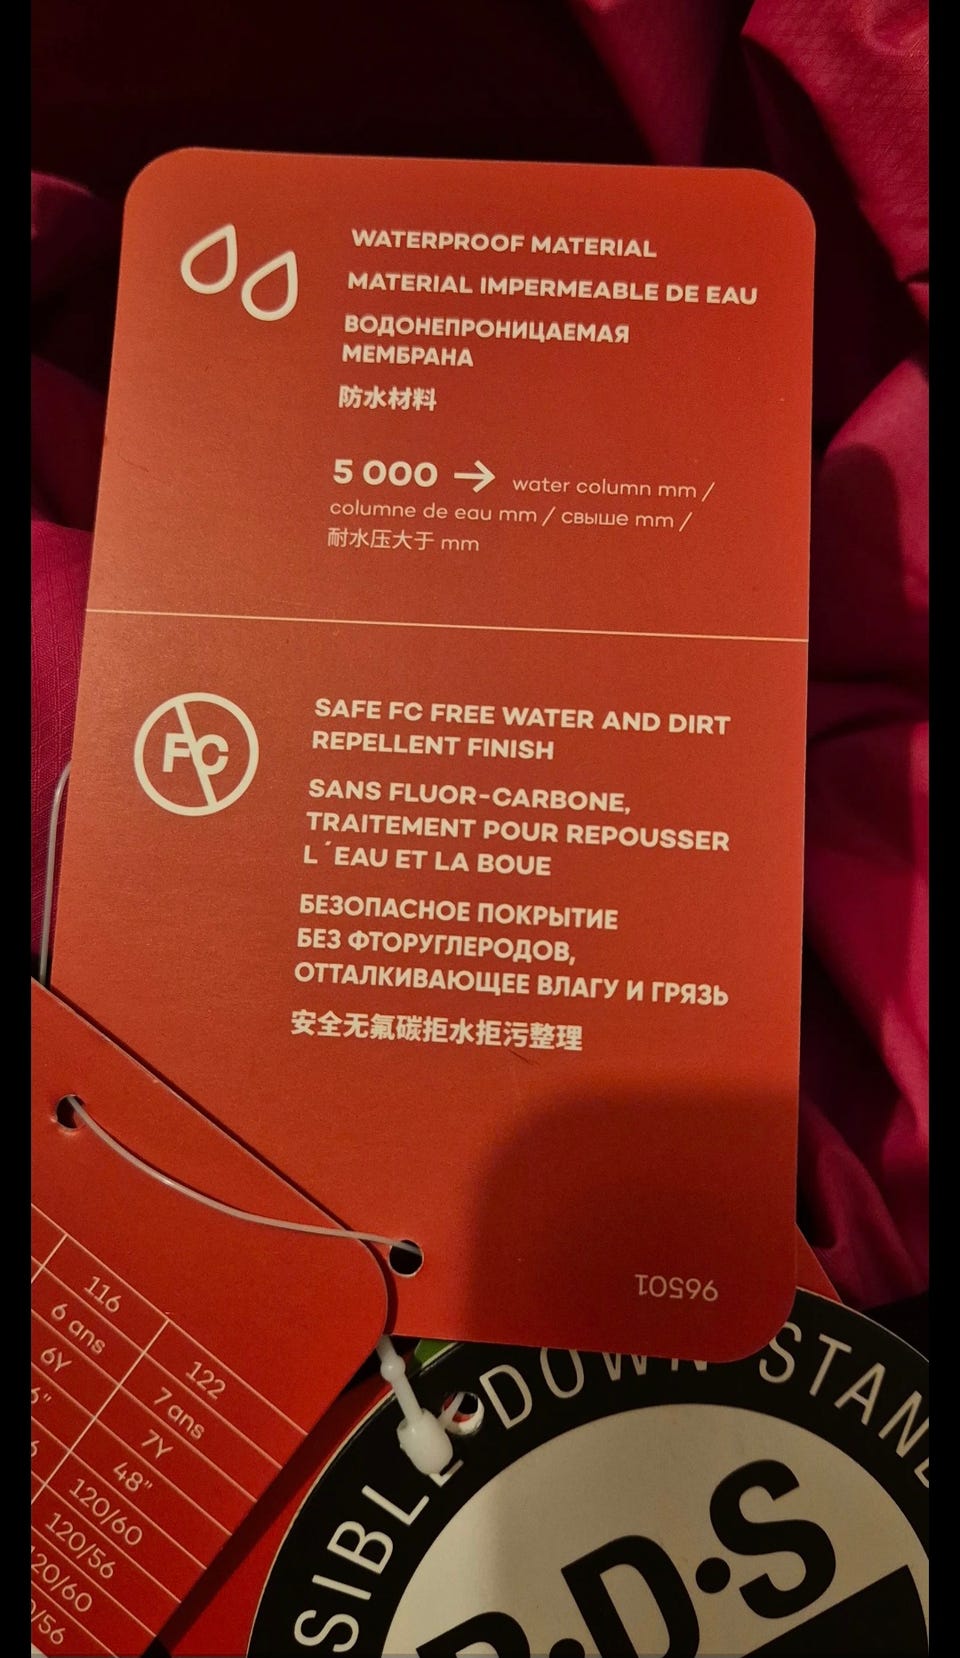 WATERPROOF MATERIAL
MATERIAL IMPERMEABLE DE EAU
ВОДОНЕПРОНИЦАЕМАЯ
МЕМБРАНА
防水材料
5 000 → water column mm /
columne de eau mm / свыше mm /
耐水压大于 mm
FC
SAFE FC FREE WATER AND DIRT
REPELLENT FINISH
SANS FLUOR-CARBONE,
TRAITEMENT POUR REPOUSSER
L´EAU ET LA BOUE
БЕЗОПАСНОЕ ПОКРЫТИЕ
БЕЗ ФТОРУГЛЕРОДОВ,
ОТТАЛКИВАЮЩЕЕ ВЛАГУ И ГРЯЗЬ
安全无氟碳拒水拒污整理
96501
116
122
6 ans
7 ans
6Y
7Y
48"
120/60
120/56
DOWN STAN
SIBLE
R·D·S